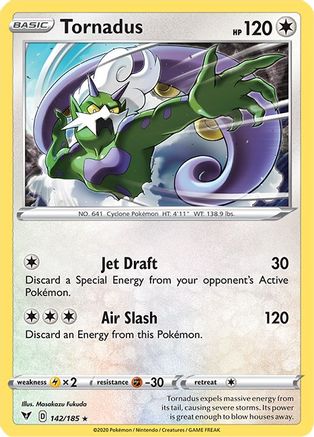 BASIC Tornadus HP 120
NO. 641 Cyclone Pokémon HT: 4'11" WT: 138.9 lbs.
Jet Draft 30
Discard a Special Energy from your opponent's Active
Pokémon.
Air Slash 120
Discard an Energy from this Pokémon.
weakness ×2 resistance -30 retreat
Illus. Masakazu Fukuda
D 142/185 ★
Tornadus expels massive energy from
its tail, causing severe storms. Its power
is great enough to blow houses away.
©2020 Pokémon / Nintendo / Creatures / GAME FREAK